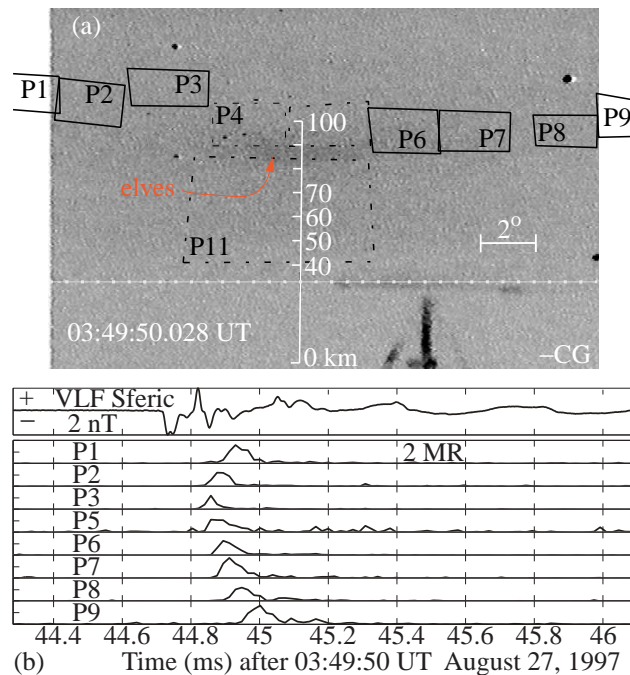 (a)
P1
P2
P3
P4
100
P6
P7
P8
P9
elves
90
80
70
60
50
40
P11
2°
03:49:50.028 UT
0 km
−CG
+ VLF Sferic
− 2 nT
P1 2 MR
P2
P3
P5
P6
P7
P8
P9
44.4 44.6 44.8 45 45.2 45.4 45.6 45.8 46
(b) Time (ms) after 03:49:50 UT August 27, 1997